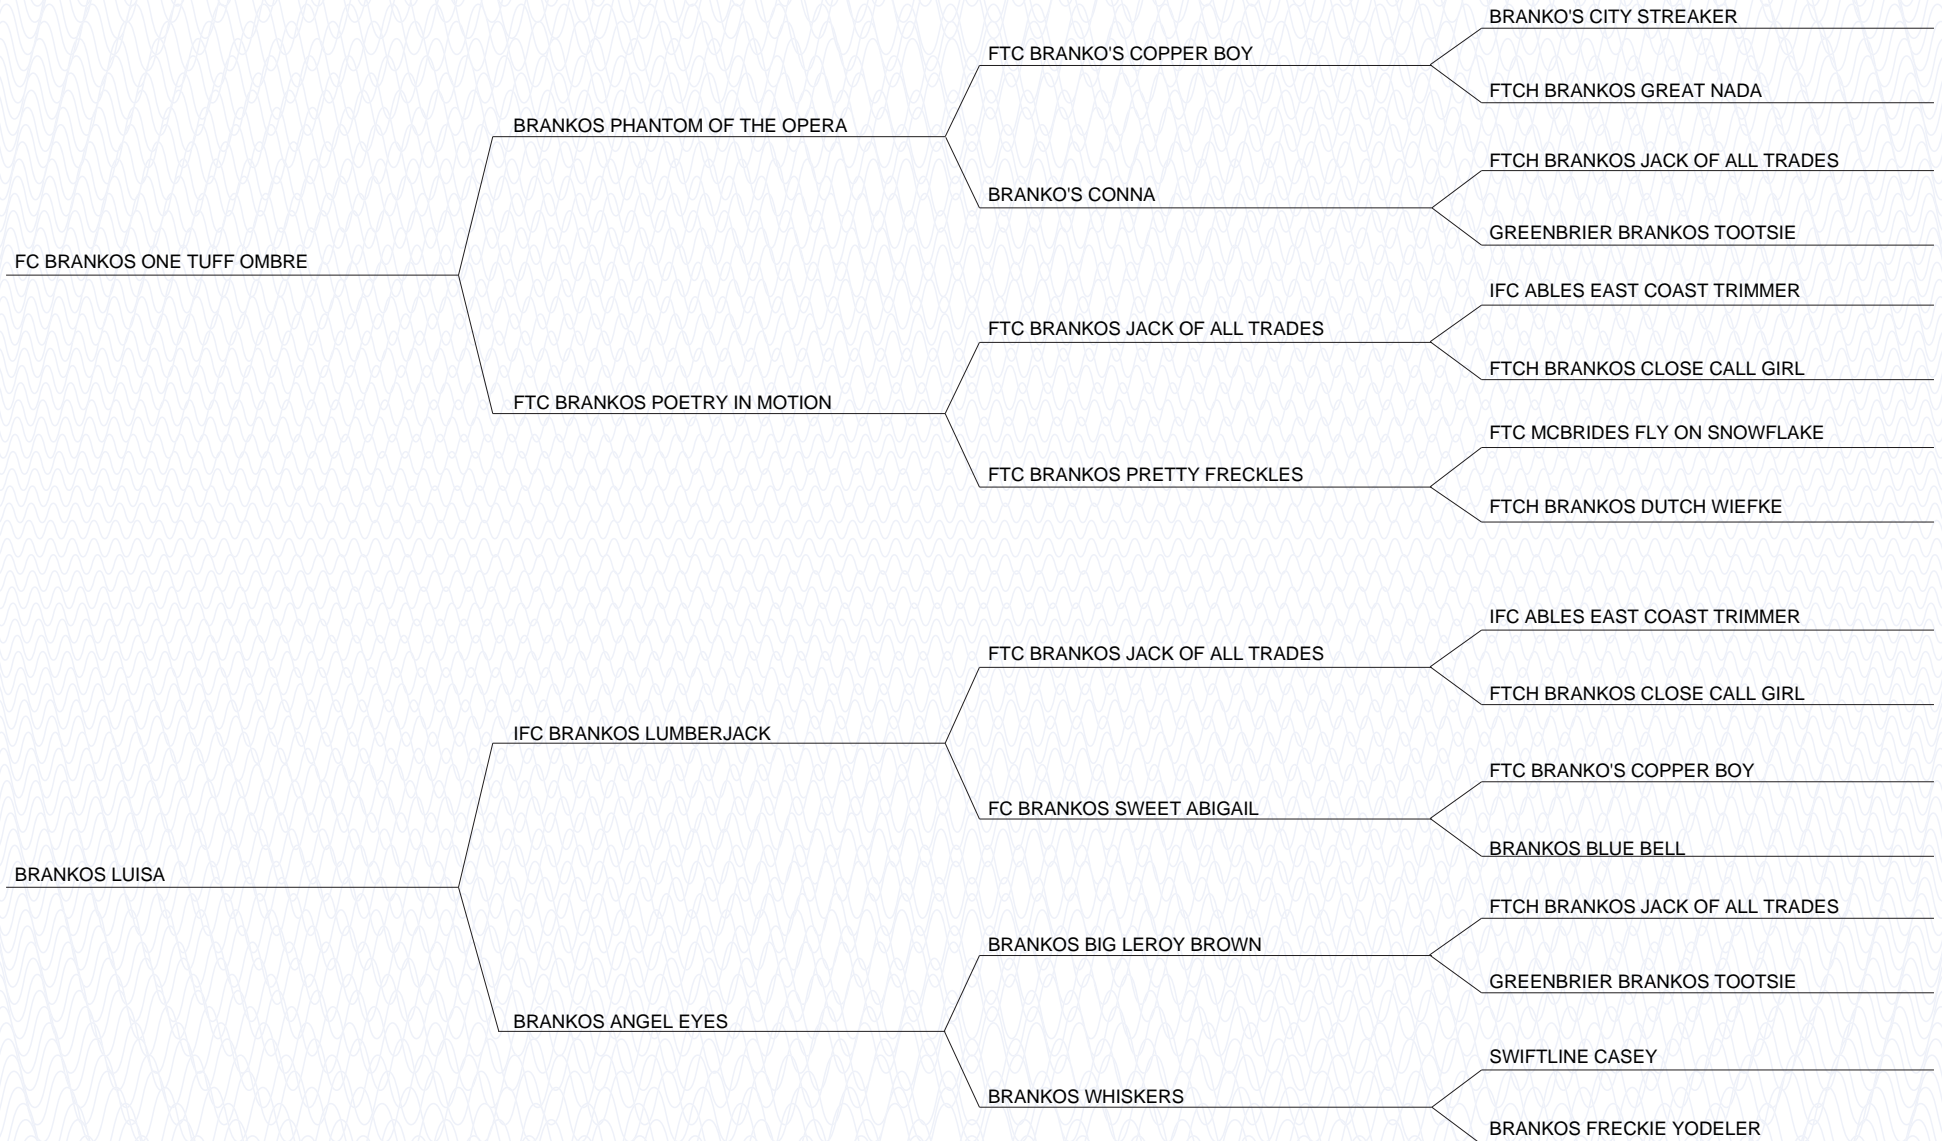 BRANKO'S CITY STREAKER
FTC BRANKO'S COPPER BOY
FTCH BRANKOS GREAT NADA
BRANKOS PHANTOM OF THE OPERA
FTCH BRANKOS JACK OF ALL TRADES
BRANKO'S CONNA
GREENBRIER BRANKOS TOOTSIE
FC BRANKOS ONE TUFF OMBRE
IFC ABLES EAST COAST TRIMMER
FTC BRANKOS JACK OF ALL TRADES
FTCH BRANKOS CLOSE CALL GIRL
FTC BRANKOS POETRY IN MOTION
FTC MCBRIDES FLY ON SNOWFLAKE
FTC BRANKOS PRETTY FRECKLES
FTCH BRANKOS DUTCH WIEFKE
IFC ABLES EAST COAST TRIMMER
FTC BRANKOS JACK OF ALL TRADES
FTCH BRANKOS CLOSE CALL GIRL
IFC BRANKOS LUMBERJACK
FTC BRANKO'S COPPER BOY
FC BRANKOS SWEET ABIGAIL
BRANKOS BLUE BELL
BRANKOS LUISA
FTCH BRANKOS JACK OF ALL TRADES
BRANKOS BIG LEROY BROWN
GREENBRIER BRANKOS TOOTSIE
BRANKOS ANGEL EYES
SWIFTLINE CASEY
BRANKOS WHISKERS
BRANKOS FRECKIE YODELER